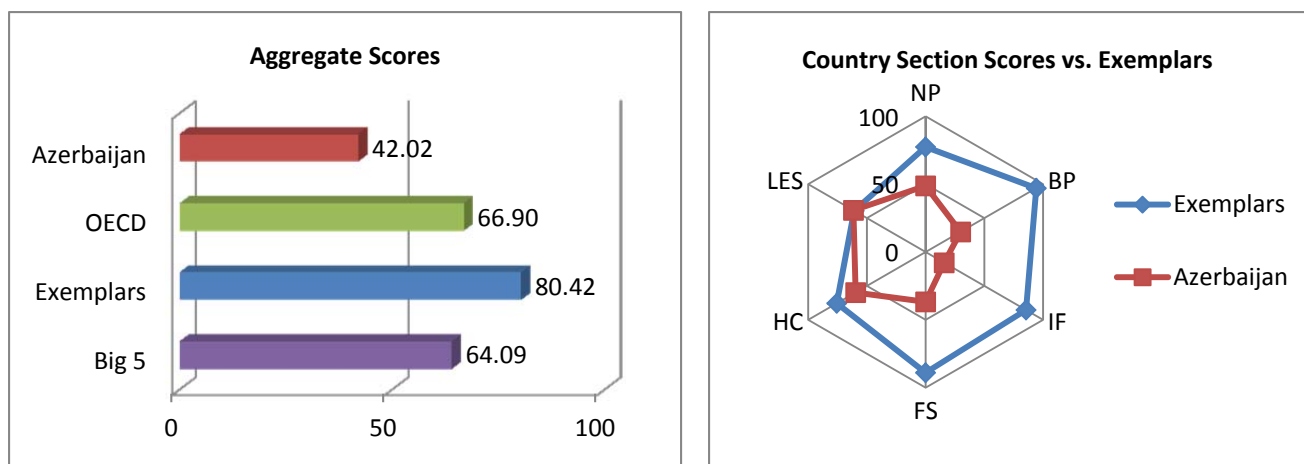 Aggregate Scores
Azerbaijan
42.02
OECD
66.90
Exemplars
80.42
Big 5
64.09
0
50
100
Country Section Scores vs. Exemplars
NP
100
LES
50
BP
0
HC
IF
FS
Exemplars
Azerbaijan